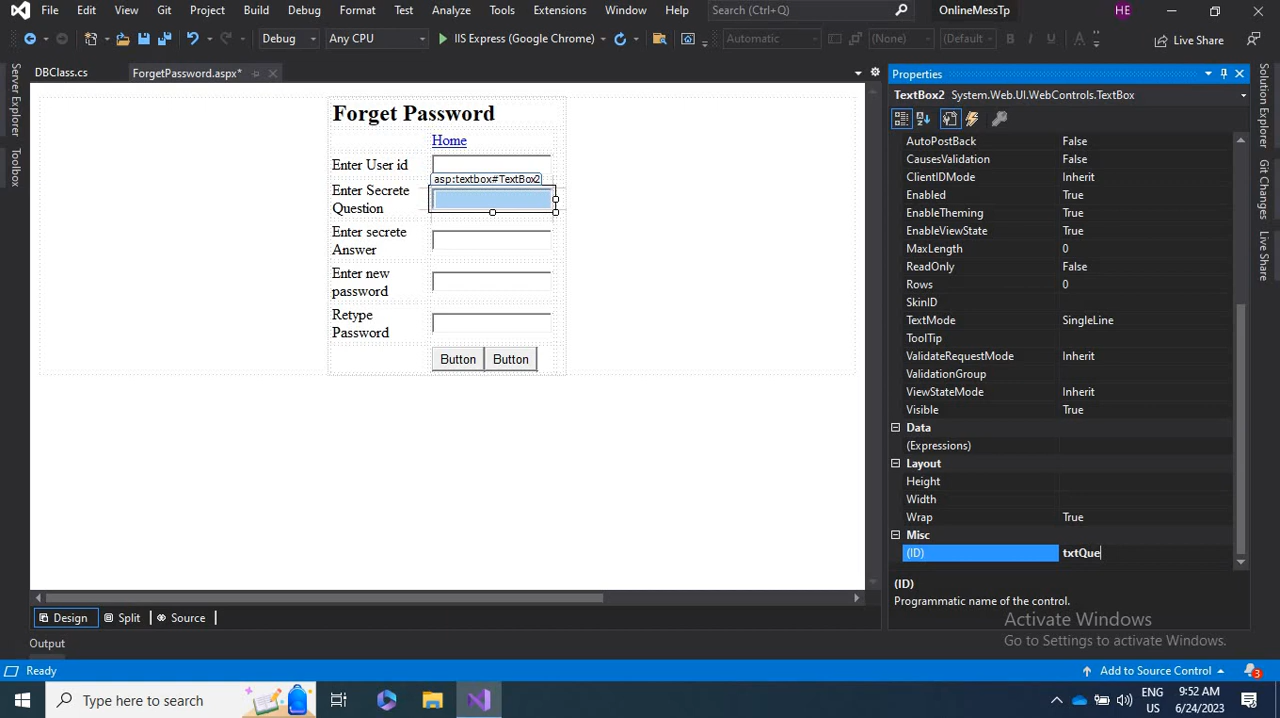 File Edit View Git Project Build Debug Format Test Analyze Tools Extensions Window Help Search (Ctrl+Q) OnlineMessTp HE
Debug Any CPU IIS Express (Google Chrome) Automatic (None) (Default B I U A Live Share
DBClass.cs ForgetPassword.aspx*
Server Explorer
Toolbox
Forget Password
Home
Enter User id
asp:textbox#TextBox2
Enter Secrete
Question
Enter secrete
Answer
Enter new
password
Retype
Password
Button Button
Properties
TextBox2 System.Web.UI.WebControls.TextBox
AutoPostBack False
CausesValidation False
ClientIDMode Inherit
Enabled True
EnableTheming True
EnableViewState True
MaxLength 0
ReadOnly False
Rows 0
SkinID
TextMode SingleLine
ToolTip
ValidateRequestMode Inherit
ValidationGroup
ViewStateMode Inherit
Visible True
Data
(Expressions)
Layout
Height
Width
Wrap True
Misc
(ID) txtQue
(ID)
Programmatic name of the control.
Solution Explorer
Git Changes
Live Share
Activate Windows
Go to Settings to activate Windows.
Design Split Source
Output
Ready Add to Source Control 3
Type here to search ENG US 9:52 AM 6/24/2023